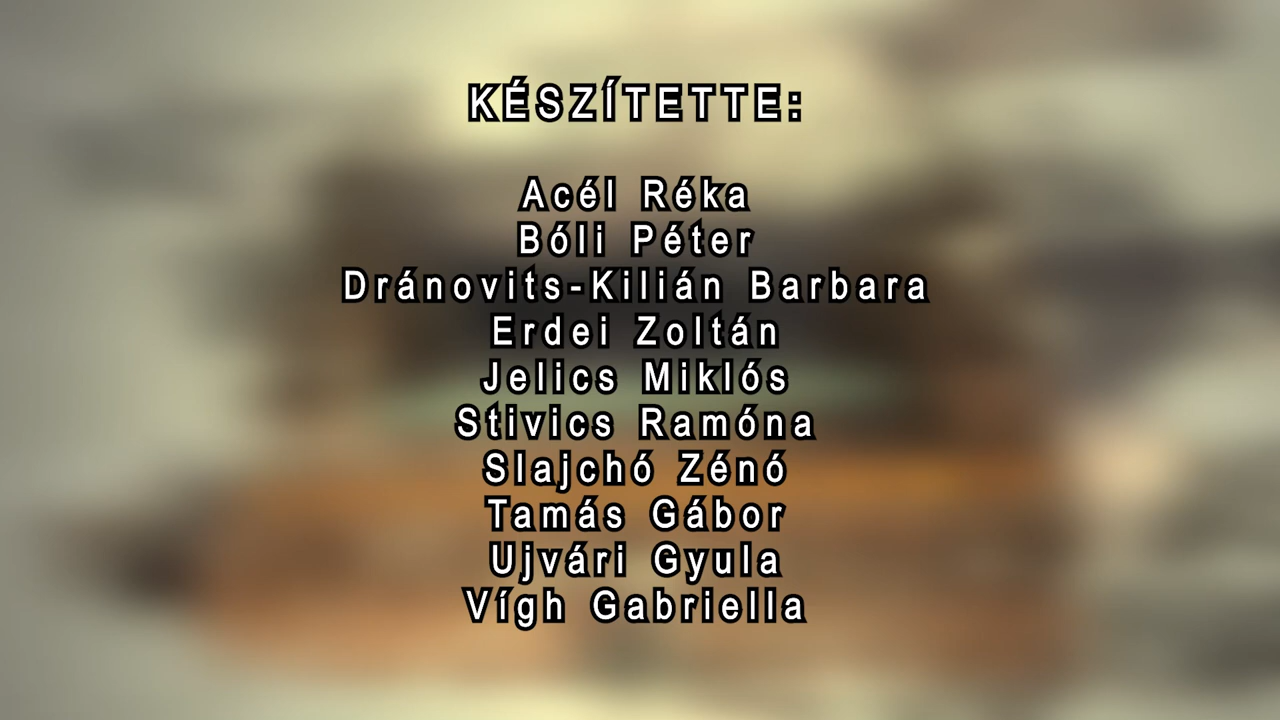 KÉSZÍTETTE:
Acél Réka
Bóli Péter
Dránovits-Kilián Barbara
Erdei Zoltán
Jelics Miklós
Stivics Ramóna
Slajchó Zénó
Tamás Gábor
Ujvári Gyula
Vígh Gabriella